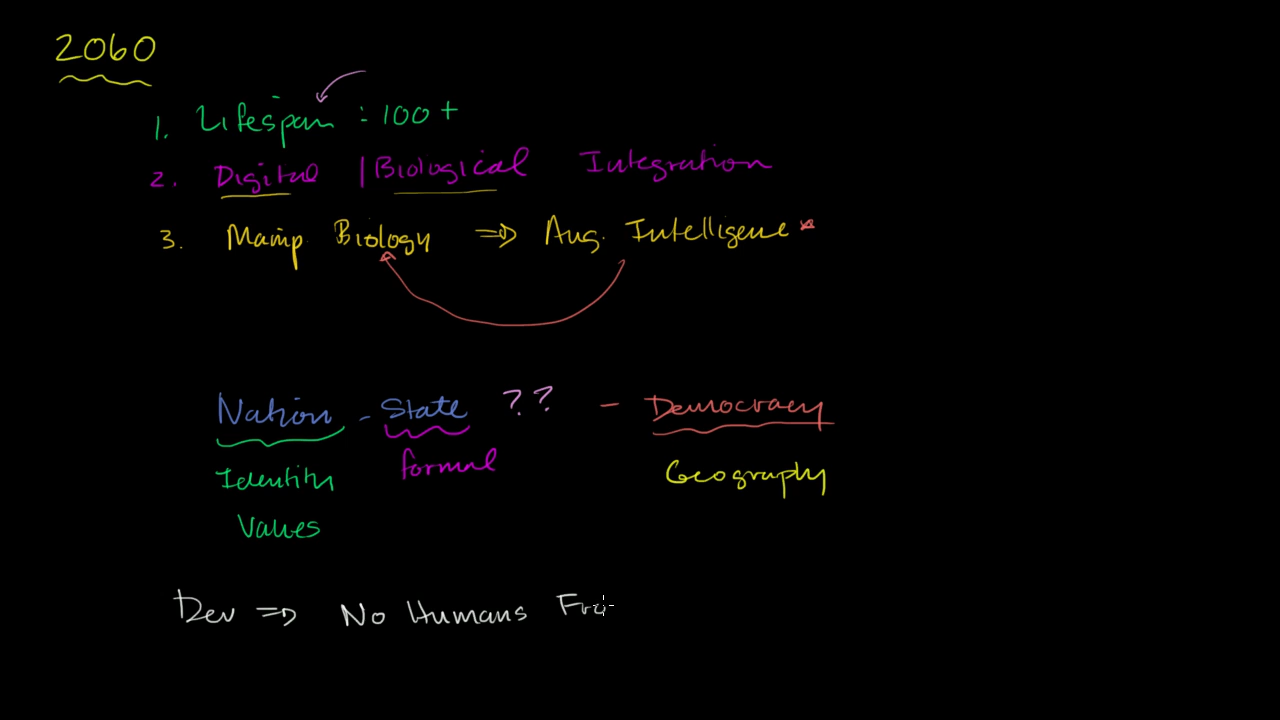 2060
1. Lifespan : 100 +
2. Digital | Biological Integration
3. Manip. Biology ⇒ Aug. Intelligence
Nation - State ?? - Democracy
Identity formal Geography
Values
Dev ⇒ No Humans